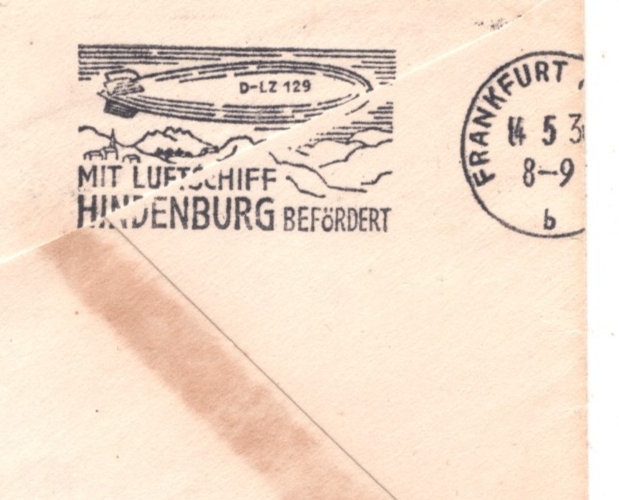 D-LZ 129
MIT LUFTSCHIFF
HINDENBURG BEFÖRDERT
FRANKFURT
14 5 3
8-9
b